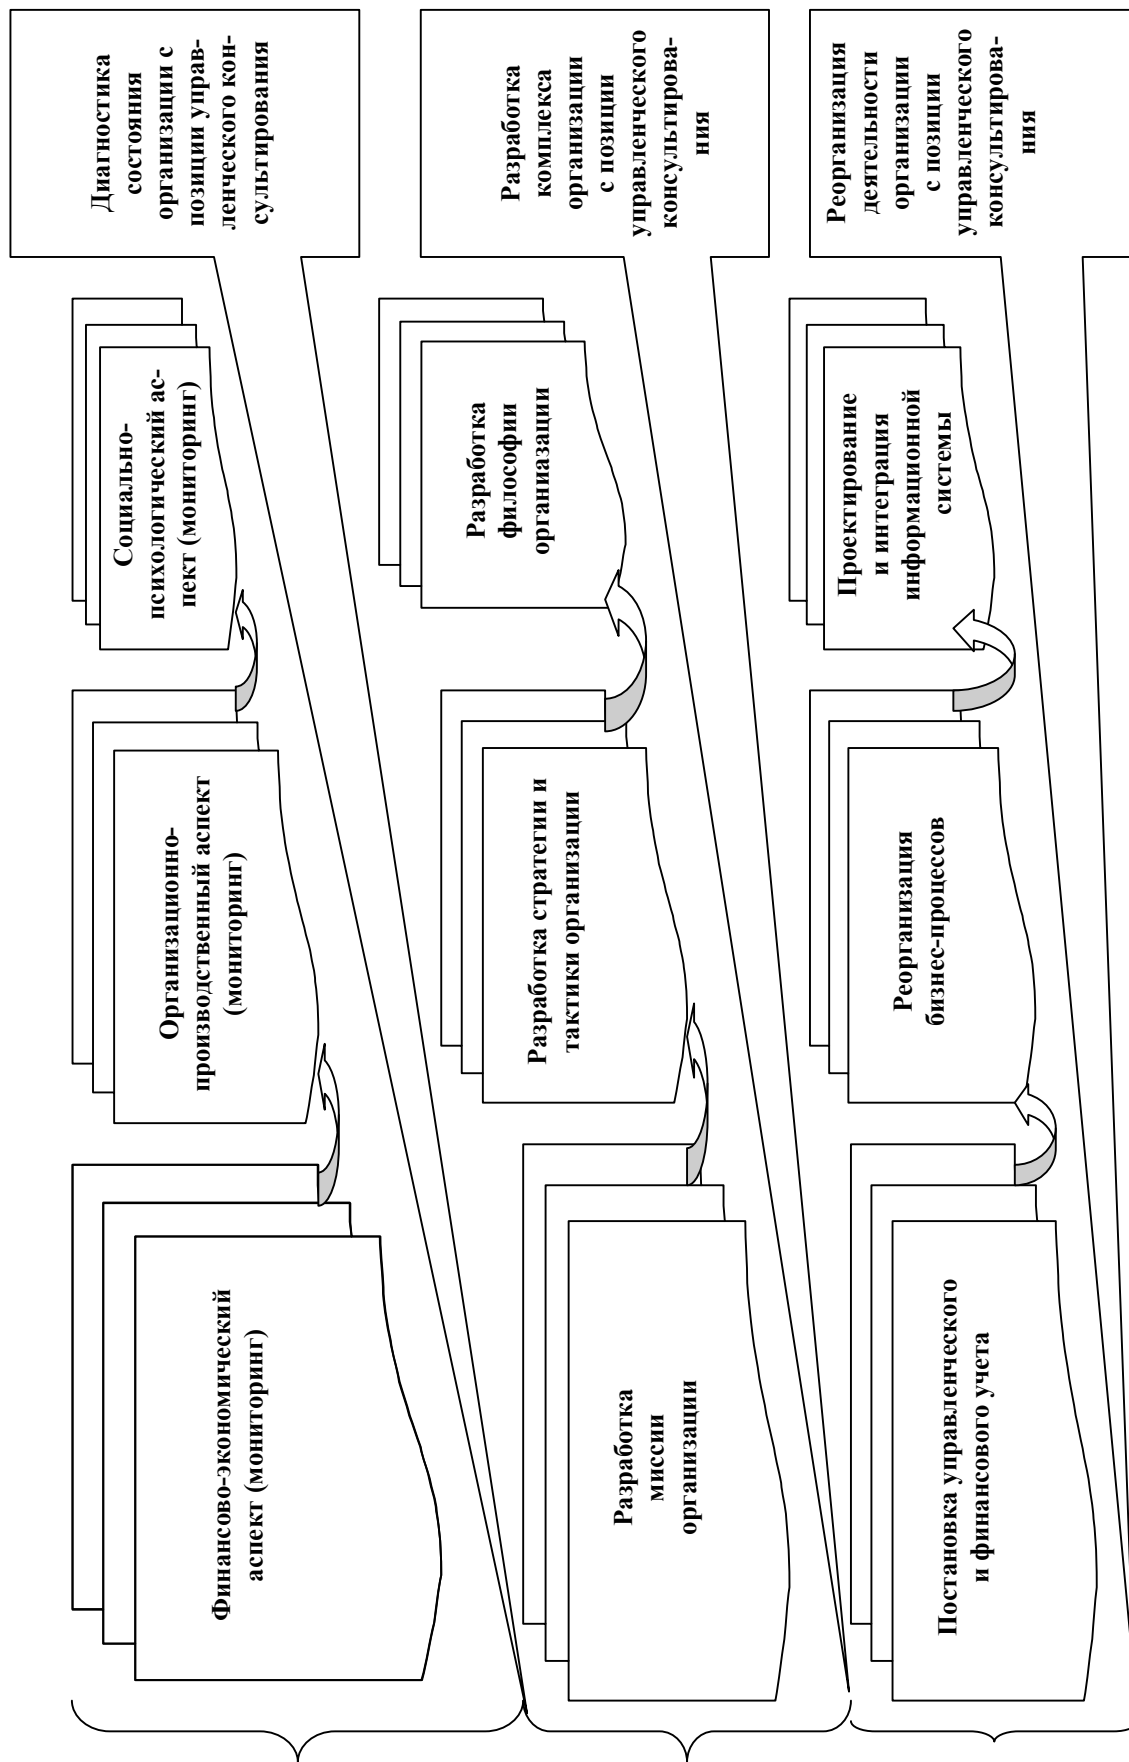 Финансово-экономический
аспект (мониторинг)
Организационно-
производственный аспект
(мониторинг)
Социально-
психологический ас-
пект (мониторинг)
Диагностика
состояния
организации с
позиции управ-
ленческого кон-
сультирования
Разработка
миссии
организации
Разработка стратегии и
тактики организации
Разработка
философии
органиазации
Разработка
комплекса
организации
с позиции
управленческого
консультирова-
ния
Постановка управленческого
и финансового учета
Реорганизация
бизнес-процессов
Проектирование
и интеграция
информационной
системы
Реорганизация
деятельности
организации
с позиции
управленческого
консультирова-
ния